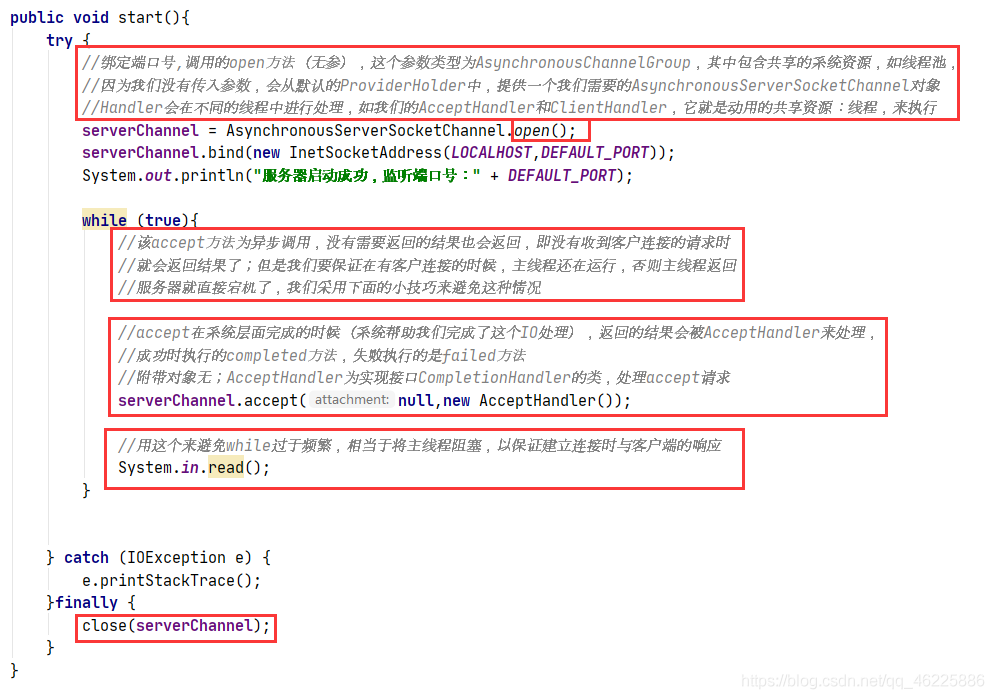 public void start(){
try {
//绑定端口号,调用的open方法（无参），这个参数类型为AsynchronousChannelGroup，其中包含共享的系统资源，如线程池，
//因为我们没有传入参数，会从默认的ProviderHolder中，提供一个我们需要的AsynchronousServerSocketChannel对象
//Handler会在不同的线程中进行处理，如我们的AcceptHandler和ClientHandler，它就是动用的共享资源：线程，来执行
serverChannel = AsynchronousServerSocketChannel.open();
serverChannel.bind(new InetSocketAddress(LOCALHOST,DEFAULT_PORT));
System.out.println("服务器启动成功，监听端口号：" + DEFAULT_PORT);
while (true){
//该accept方法为异步调用，没有需要返回的结果也会返回，即没有收到客户连接的请求时
//就会返回结果了；但是我们要保证在有客户连接的时候，主线程还在运行，否则主线程返回
//服务器就直接宕机了，我们采用下面的小技巧来避免这种情况
//accept在系统层面完成的时候（系统帮助我们完成了这个IO处理），返回的结果会被AcceptHandler来处理，
//成功时执行的completed方法，失败执行的是failed方法
//附带对象无；AcceptHandler为实现接口CompletionHandler的类，处理accept请求
serverChannel.accept( attachment: null,new AcceptHandler());
//用这个来避免while过于频繁，相当于将主线程阻塞，以保证建立连接时与客户端的响应
System.in.read();
}
} catch (IOException e) {
e.printStackTrace();
}finally {
close(serverChannel);
}
}
https://blog.csdn.net/qq_46225886